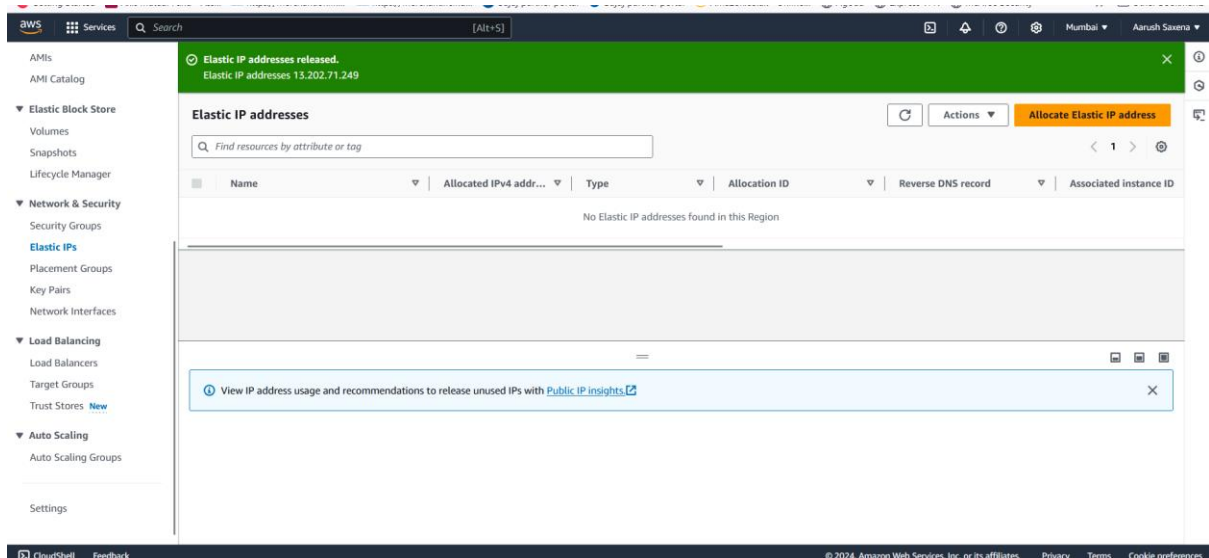 aws
Services
Search
[Alt+S]
Mumbai
Aarush Saxena
AMIs
AMI Catalog
Elastic Block Store
Volumes
Snapshots
Lifecycle Manager
Network & Security
Security Groups
Elastic IPs
Placement Groups
Key Pairs
Network Interfaces
Load Balancing
Load Balancers
Target Groups
Trust Stores New
Auto Scaling
Auto Scaling Groups
Settings
Elastic IP addresses released.
Elastic IP addresses 13.202.71.249
Elastic IP addresses
Actions
Allocate Elastic IP address
Find resources by attribute or tag
1
Name
Allocated IPv4 addr...
Type
Allocation ID
Reverse DNS record
Associated instance ID
No Elastic IP addresses found in this Region
View IP address usage and recommendations to release unused IPs with Public IP insights.
CloudShell
Feedback
© 2024, Amazon Web Services, Inc. or its affiliates.
Privacy
Terms
Cookie preferences